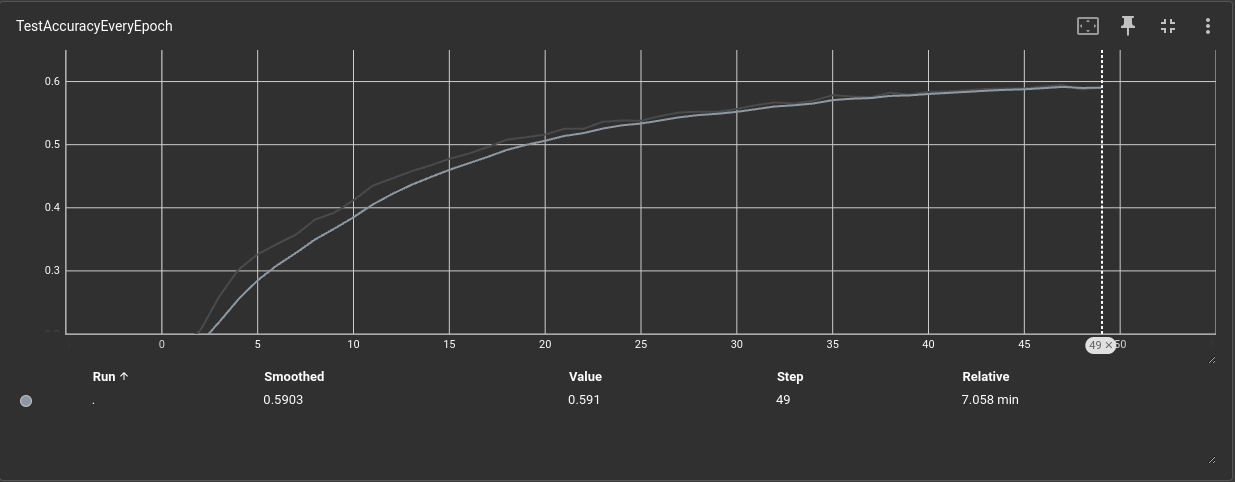 TestAccuracyEveryEpoch
0.6
0.5
0.4
0.3
0 5 10 15 20 25 30 35 40 45 49 × 50
Run ↑ Smoothed Value Step Relative
. 0.5903 0.591 49 7.058 min